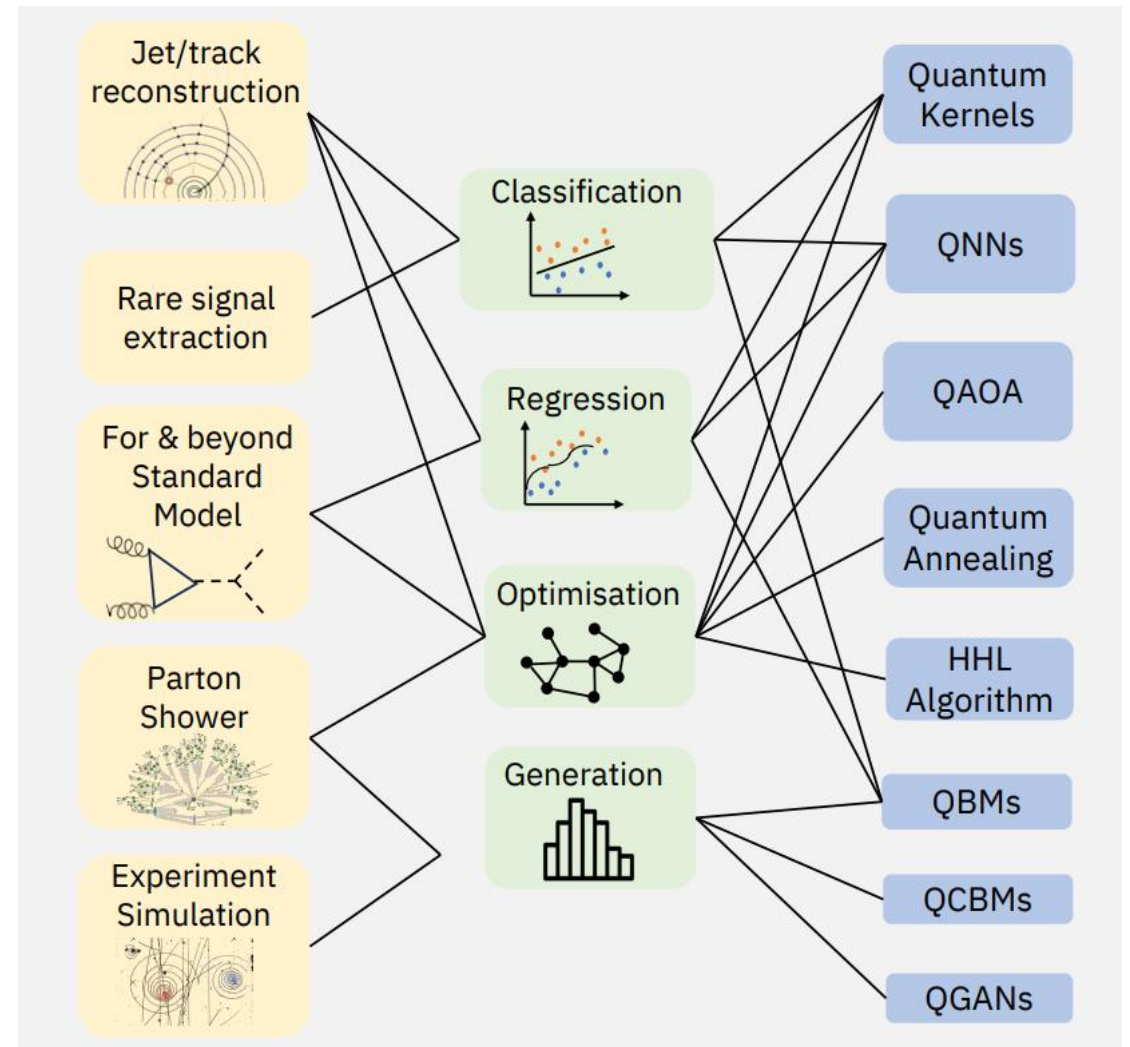 Jet/track
reconstruction
Rare signal
extraction
For & beyond
Standard
Model
Parton
Shower
Experiment
Simulation
Classification
Regression
Optimisation
Generation
Quantum
Kernels
QNNs
QAOA
Quantum
Annealing
HHL
Algorithm
QBMs
QCBMs
QGANs